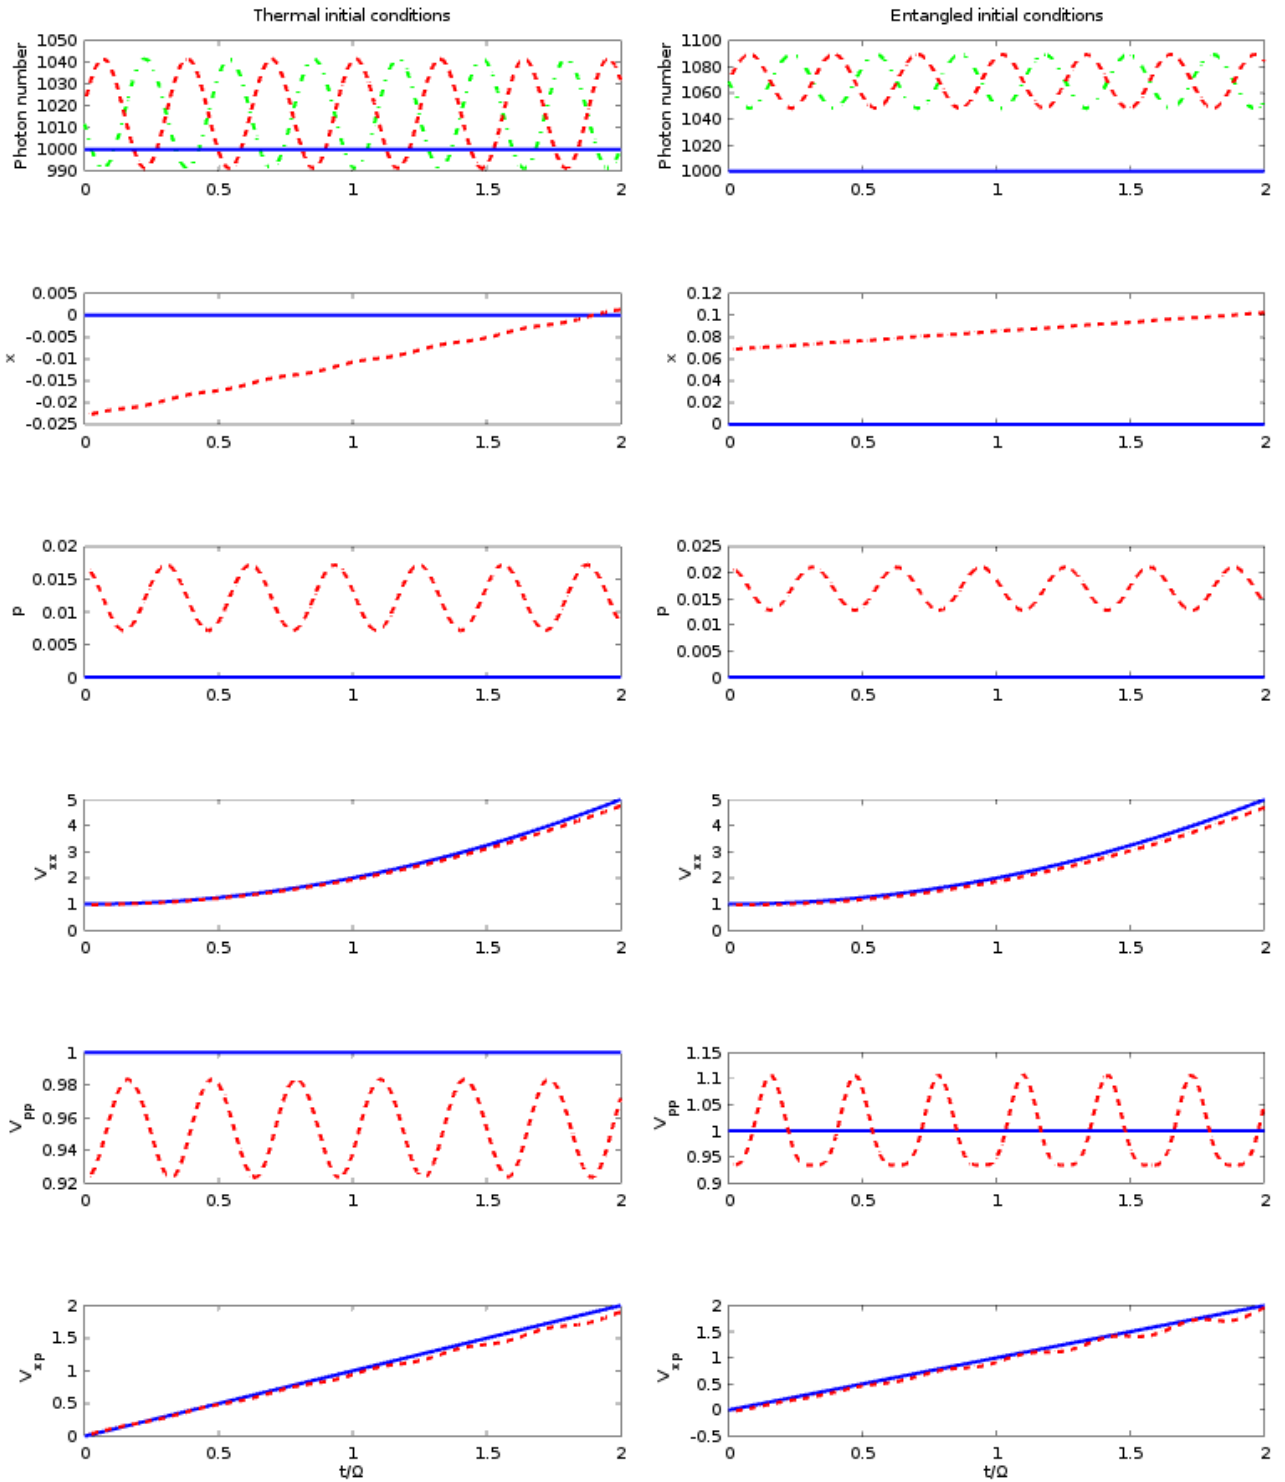 Thermal initial conditions
Entangled initial conditions
Photon number
1050
1040
1030
1020
1010
1000
990
0 0.5 1 1.5 2
Photon number
1100
1080
1060
1040
1020
1000
0 0.5 1 1.5 2
x
0.005
0
-0.005
-0.01
-0.015
-0.02
-0.025
0 0.5 1 1.5 2
x
0.12
0.1
0.08
0.06
0.04
0.02
0
0 0.5 1 1.5 2
p
0.02
0.015
0.01
0.005
0
0 0.5 1 1.5 2
p
0.025
0.02
0.015
0.01
0.005
0
0 0.5 1 1.5 2
Vxx
5
4
3
2
1
0
0 0.5 1 1.5 2
Vxx
5
4
3
2
1
0
0 0.5 1 1.5 2
Vpp
1
0.98
0.96
0.94
0.92
0 0.5 1 1.5 2
Vpp
1.15
1.1
1.05
1
0.95
0.9
0 0.5 1 1.5 2
Vxp
2
1.5
1
0.5
0
0 0.5 1 1.5 2
t/Ω
Vxp
2
1.5
1
0.5
0
-0.5
0 0.5 1 1.5 2
t/Ω